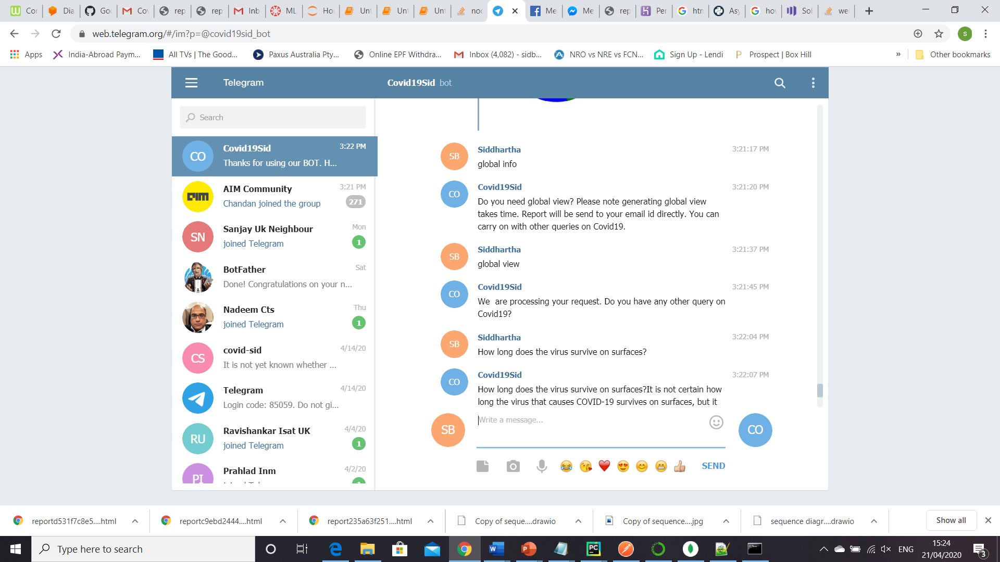 Cor
Dia
Goo
Cov
rep
rep
Inb
ML
Hor
Unt
Unt
Unt
noc
Me
Me
rep
Per
htn
Asy
hov
Sol
wel
web.telegram.org/#/im?p=@covid19sid_bot
s
Apps
India-Abroad Paym...
All TVs | The Good...
Paxus Australia Pty...
Online EPF Withdra...
Inbox (4,082) - sidb...
NRO vs NRE vs FCN...
Sign Up - Lendi
Prospect | Box Hill
»
Other bookmarks
Telegram
Covid19Sid bot
Search
CO
Covid19Sid
3:22 PM
Thanks for using our BOT. H...
AIM Community
3:21 PM
Chandan joined the group
271
SN
Sanjay Uk Neighbour
Mon
joined Telegram
1
BotFather
Sat
Done! Congratulations on your n...
Nadeem Cts
Thu
joined Telegram
1
CS
covid-sid
4/14/20
It is not yet known whether ...
Telegram
4/14/20
Login code: 85059. Do not gi...
RU
Ravishankar Isat UK
4/4/20
joined Telegram
1
PI
Prahlad Inm
4/2/20
SB
Siddhartha
3:21:17 PM
global info
CO
Covid19Sid
3:21:20 PM
Do you need global view? Please note generating global view
takes time. Report will be send to your email id directly. You can
carry on with other queries on Covid19.
SB
Siddhartha
3:21:37 PM
global view
CO
Covid19Sid
3:21:45 PM
We are processing your request. Do you have any other query on
Covid19?
SB
Siddhartha
3:22:04 PM
How long does the virus survive on surfaces?
CO
Covid19Sid
3:22:07 PM
How long does the virus survive on surfaces?It is not certain how
long the virus that causes COVID-19 survives on surfaces, but it
SB
Write a message...
CO
SEND
reportd531f7c8e5....html
reportc9ebd2444....html
report235a63f251....html
Copy of seque....drawio
Copy of sequence....jpg
sequence diagr....drawio
Show all
Type here to search
ENG
15:24
21/04/2020
3